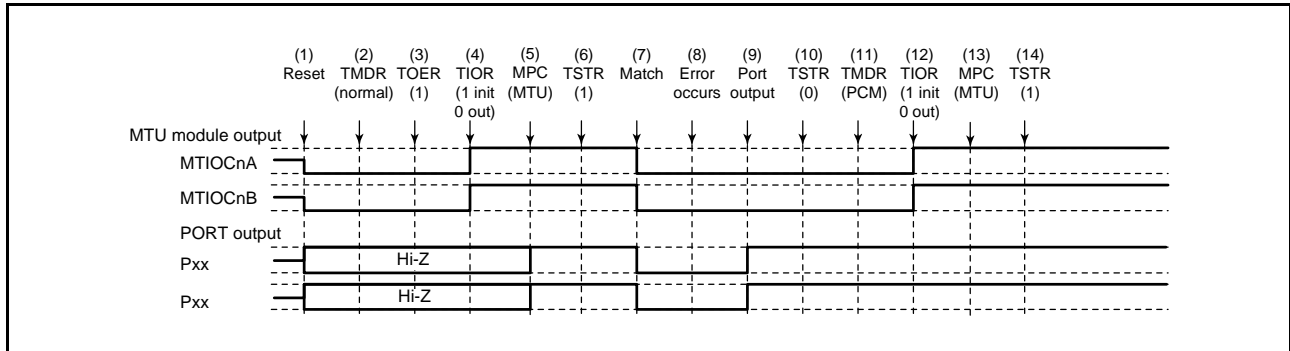 (1) (2) (3) (4) (5) (6) (7) (8) (9) (10) (11) (12) (13) (14)
Reset TMDR TOER TIOR MPC TSTR Match Error Port TSTR TMDR TIOR MPC TSTR
(normal) (1) (1 init (MTU) (1) occurs output (0) (PCM) (1 init (MTU) (1)
0 out) 0 out)
MTU module output
MTIOCnA
MTIOCnB
PORT output
Pxx Hi-Z
Pxx Hi-Z